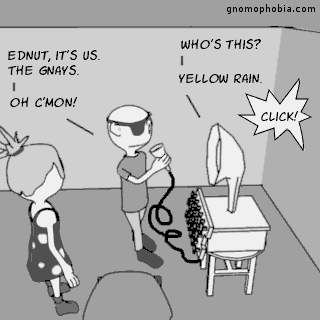 gnomophobia.com
EDNUT, IT'S US.
THE GNAYS.
WHO'S THIS?
YELLOW RAIN.
OH C'MON!
CLICK!